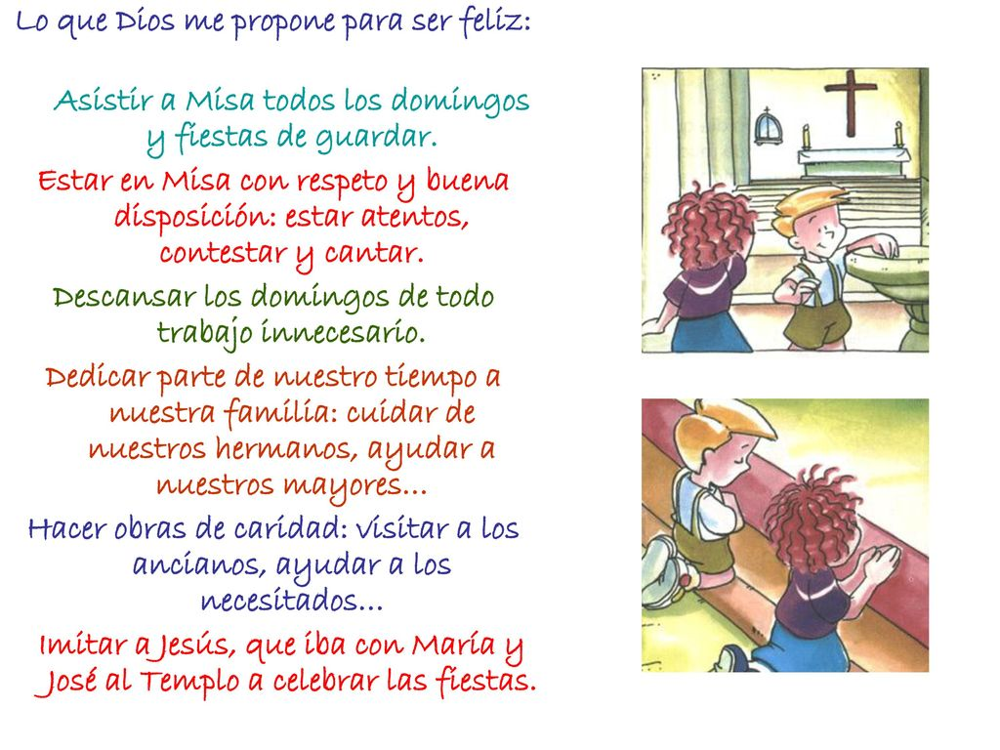 Lo que Dios me propone para ser feliz:
Asistir a Misa todos los domingos
y fiestas de guardar.
Estar en Misa con respeto y buena
disposición: estar atentos,
contestar y cantar.
Descansar los domingos de todo
trabajo innecesario.
Dedicar parte de nuestro tiempo a
nuestra familia: cuidar de
nuestros hermanos, ayudar a
nuestros mayores...
Hacer obras de caridad: visitar a los
ancianos, ayudar a los
necesitados...
Imitar a Jesús, que iba con María y
José al Templo a celebrar las fiestas.